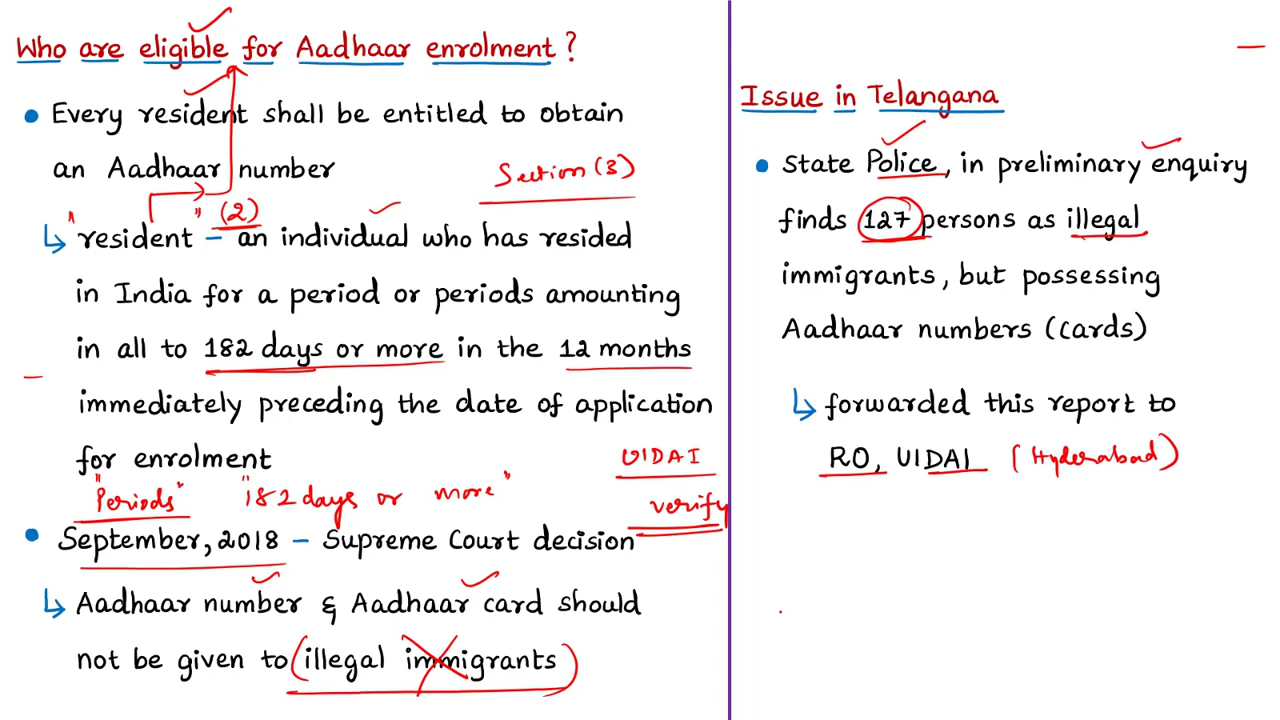 Who are eligible for Aadhaar enrolment?
• Every resident shall be entitled to obtain
an Aadhaar number
Section (3)
(2)
↳ "resident" – an individual who has resided
in India for a period or periods amounting
in all to 182 days or more in the 12 months
immediately preceding the date of application
for enrolment
UIDAI
"Periods" "182 days or more"
verify
• September, 2018 – Supreme Court decision
↳ Aadhaar number & Aadhaar card should
not be given to (illegal immigrants)
Issue in Telangana
• State Police, in preliminary enquiry
finds 127 persons as illegal
immigrants, but possessing
Aadhaar numbers (cards)
↳ forwarded this report to
RO, UIDAI (Hyderabad)